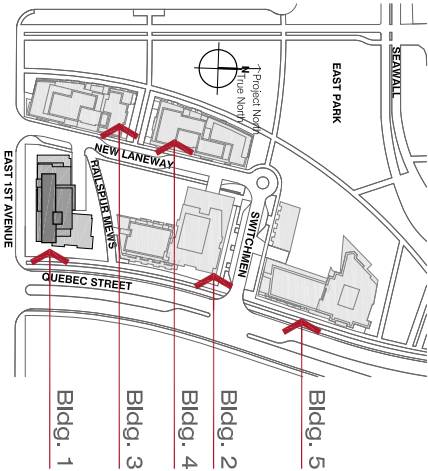 SEAWALL
EAST PARK
N
Project North
True North
NEW LANEWAY
RAILSPUR MEWS
SWITCHMEN
EAST 1ST AVENUE
QUEBEC STREET
Bldg. 1
Bldg. 3
Bldg. 4
Bldg. 2
Bldg. 5